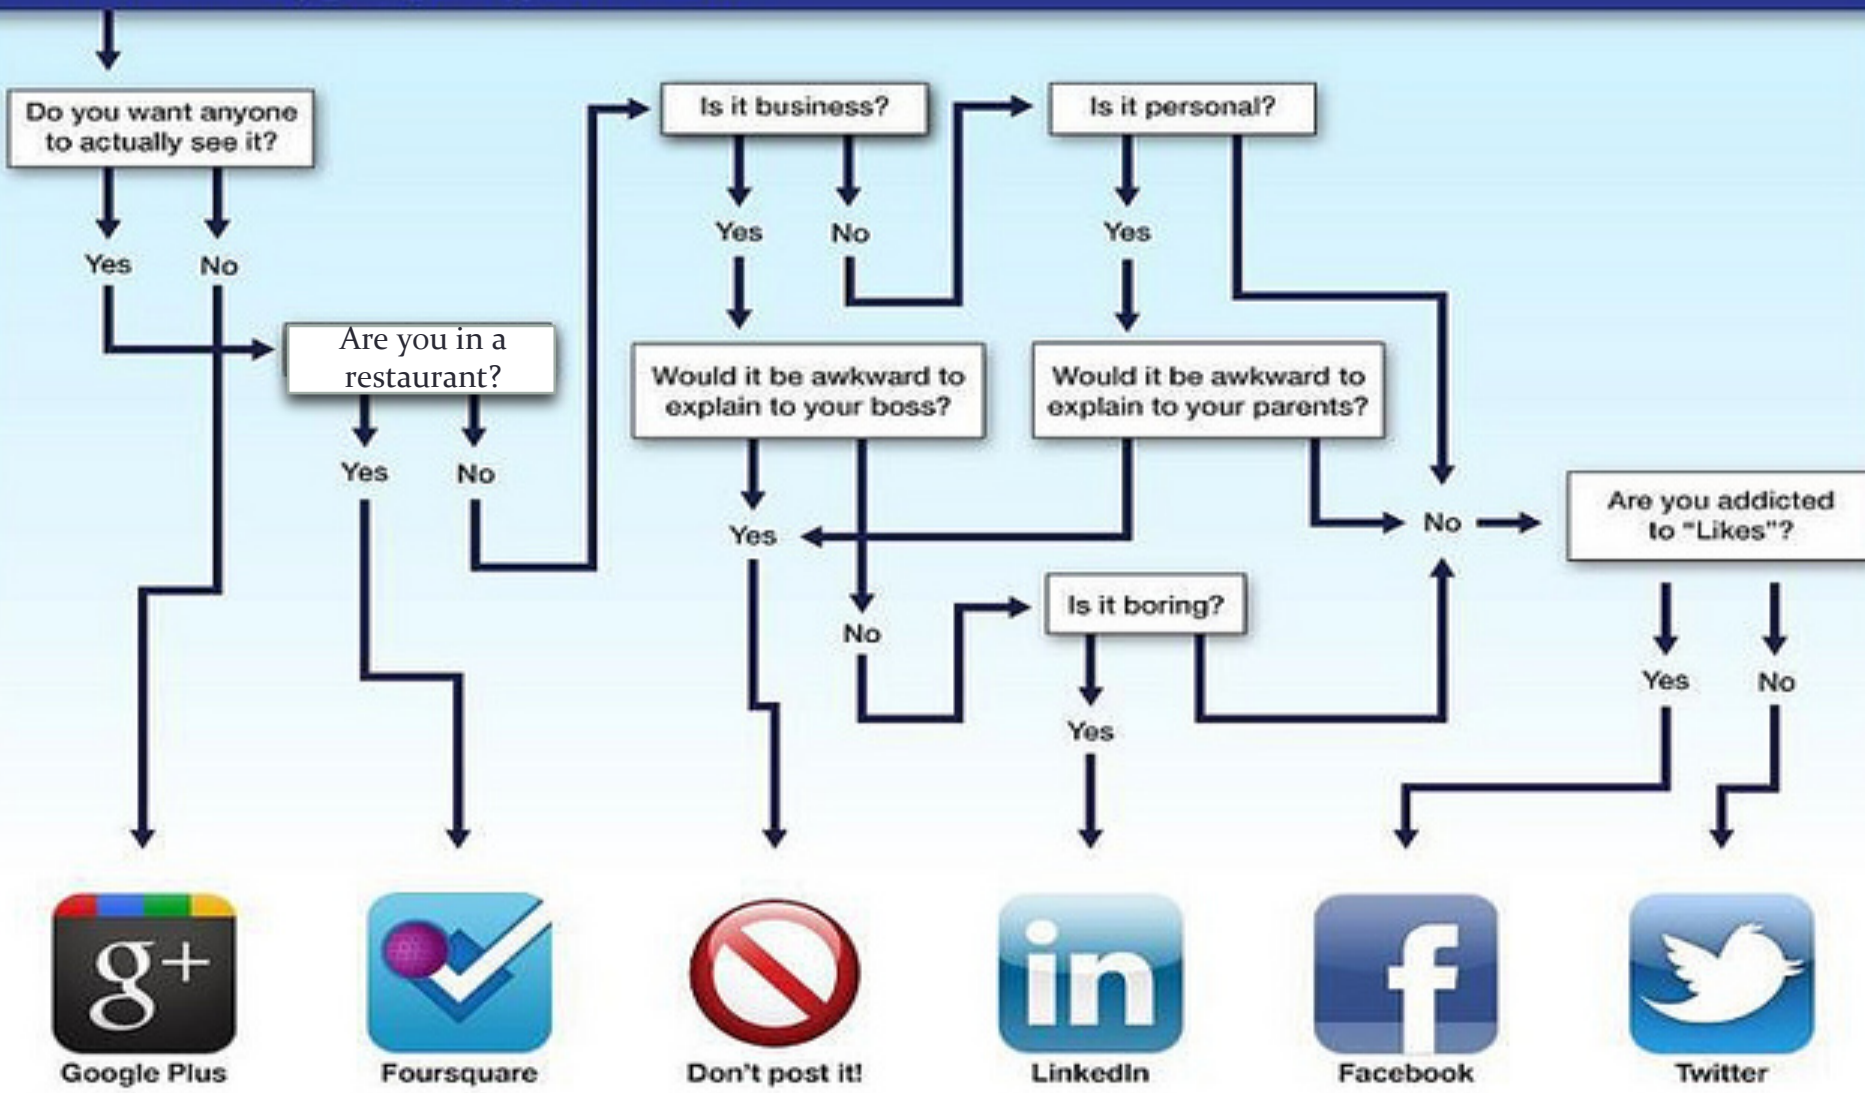 Do you want anyone
to actually see it?
Yes
No
Are you in a
restaurant?
Yes
No
Is it business?
Yes
No
Is it personal?
Yes
Would it be awkward to
explain to your boss?
Would it be awkward to
explain to your parents?
Yes
No
No
Is it boring?
Yes
Are you addicted
to "Likes"?
Yes
No
g+
in
f
Google Plus
Foursquare
Don't post it!
LinkedIn
Facebook
Twitter